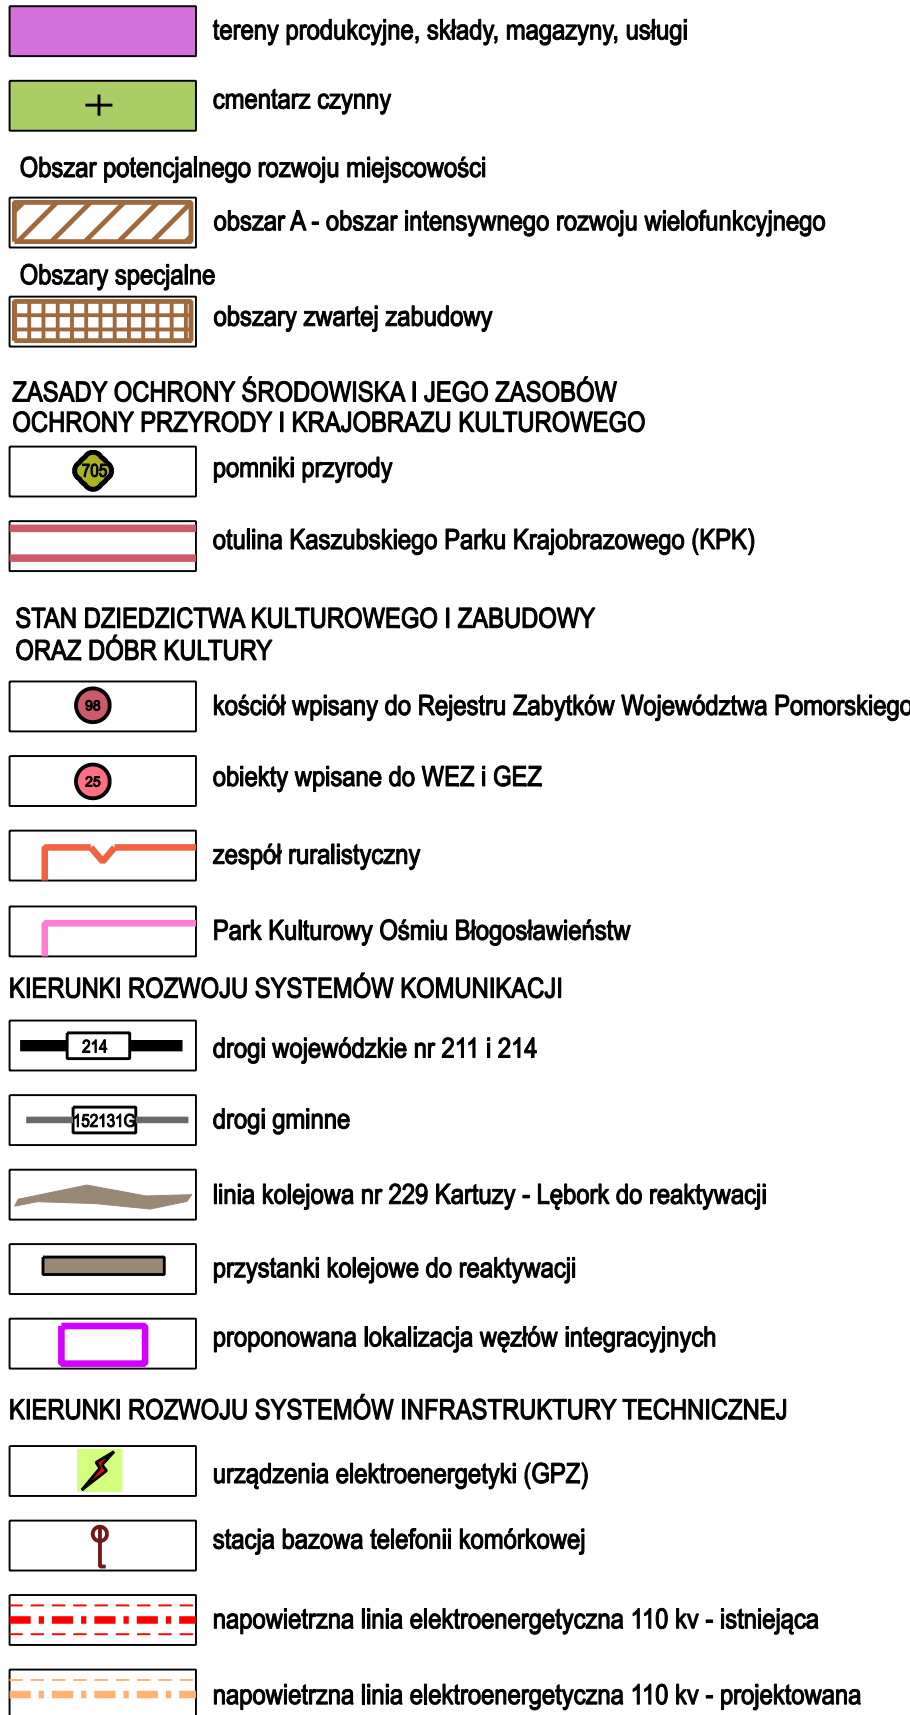 tereny produkcyjne, składy, magazyny, usługi
cmentarz czynny
Obszar potencjalnego rozwoju miejscowości
obszar A - obszar intensywnego rozwoju wielofunkcyjnego
Obszary specjalne
obszary zwartej zabudowy
ZASADY OCHRONY ŚRODOWISKA I JEGO ZASOBÓW
OCHRONY PRZYRODY I KRAJOBRAZU KULTUROWEGO
705 pomniki przyrody
otulina Kaszubskiego Parku Krajobrazowego (KPK)
STAN DZIEDZICTWA KULTUROWEGO I ZABUDOWY
ORAZ DÓBR KULTURY
98 kościół wpisany do Rejestru Zabytków Województwa Pomorskiego
25 obiekty wpisane do WEZ i GEZ
zespół ruralistyczny
Park Kulturowy Ośmiu Błogosławieństw
KIERUNKI ROZWOJU SYSTEMÓW KOMUNIKACJI
214 drogi wojewódzkie nr 211 i 214
152131G drogi gminne
linia kolejowa nr 229 Kartuzy - Lębork do reaktywacji
przystanki kolejowe do reaktywacji
proponowana lokalizacja węzłów integracyjnych
KIERUNKI ROZWOJU SYSTEMÓW INFRASTRUKTURY TECHNICZNEJ
urządzenia elektroenergetyki (GPZ)
stacja bazowa telefonii komórkowej
napowietrzna linia elektroenergetyczna 110 kv - istniejąca
napowietrzna linia elektroenergetyczna 110 kv - projektowana